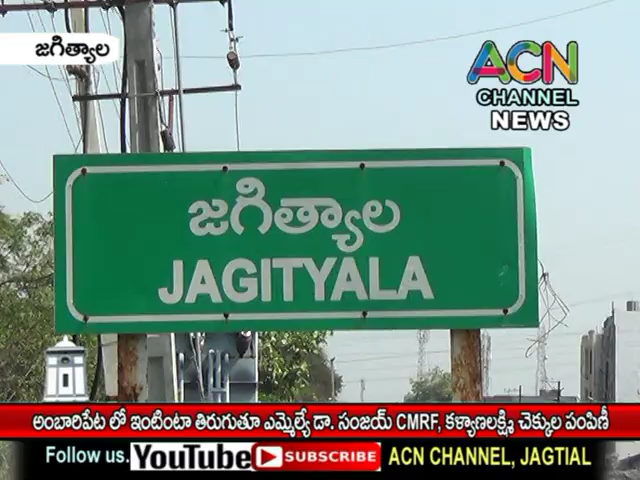 జగిత్యాల
ACN
CHANNEL
NEWS
జగిత్యాల
JAGITYALA
అంబారిపేట లో ఇంటింటా తిరుగుతూ ఎమ్మెల్యే డా. సంజయ్ CMRF, కళ్యాణలక్ష్మి చెక్కుల పంపిణీ
Follow us. YouTube SUBSCRIBE ACN CHANNEL, JAGTIAL